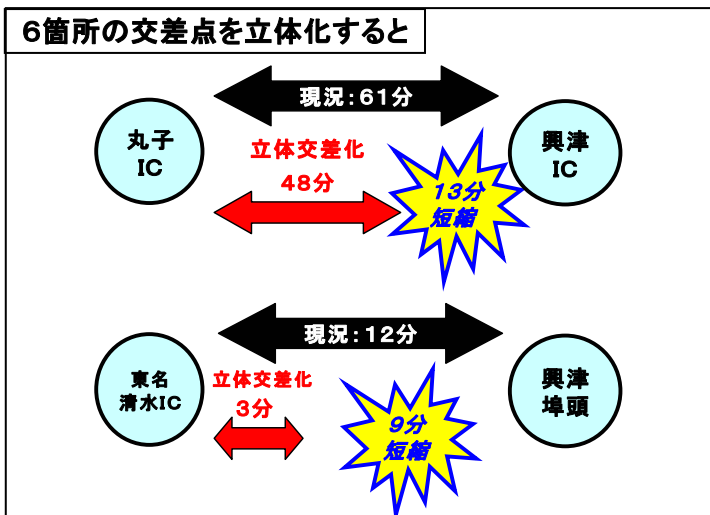 6箇所の交差点を立体化すると
現況:61分
丸子
IC
立体交差化
48分
13分
短縮
興津
IC
現況:12分
東名
清水IC
立体交差化
3分
9分
短縮
興津
埠頭